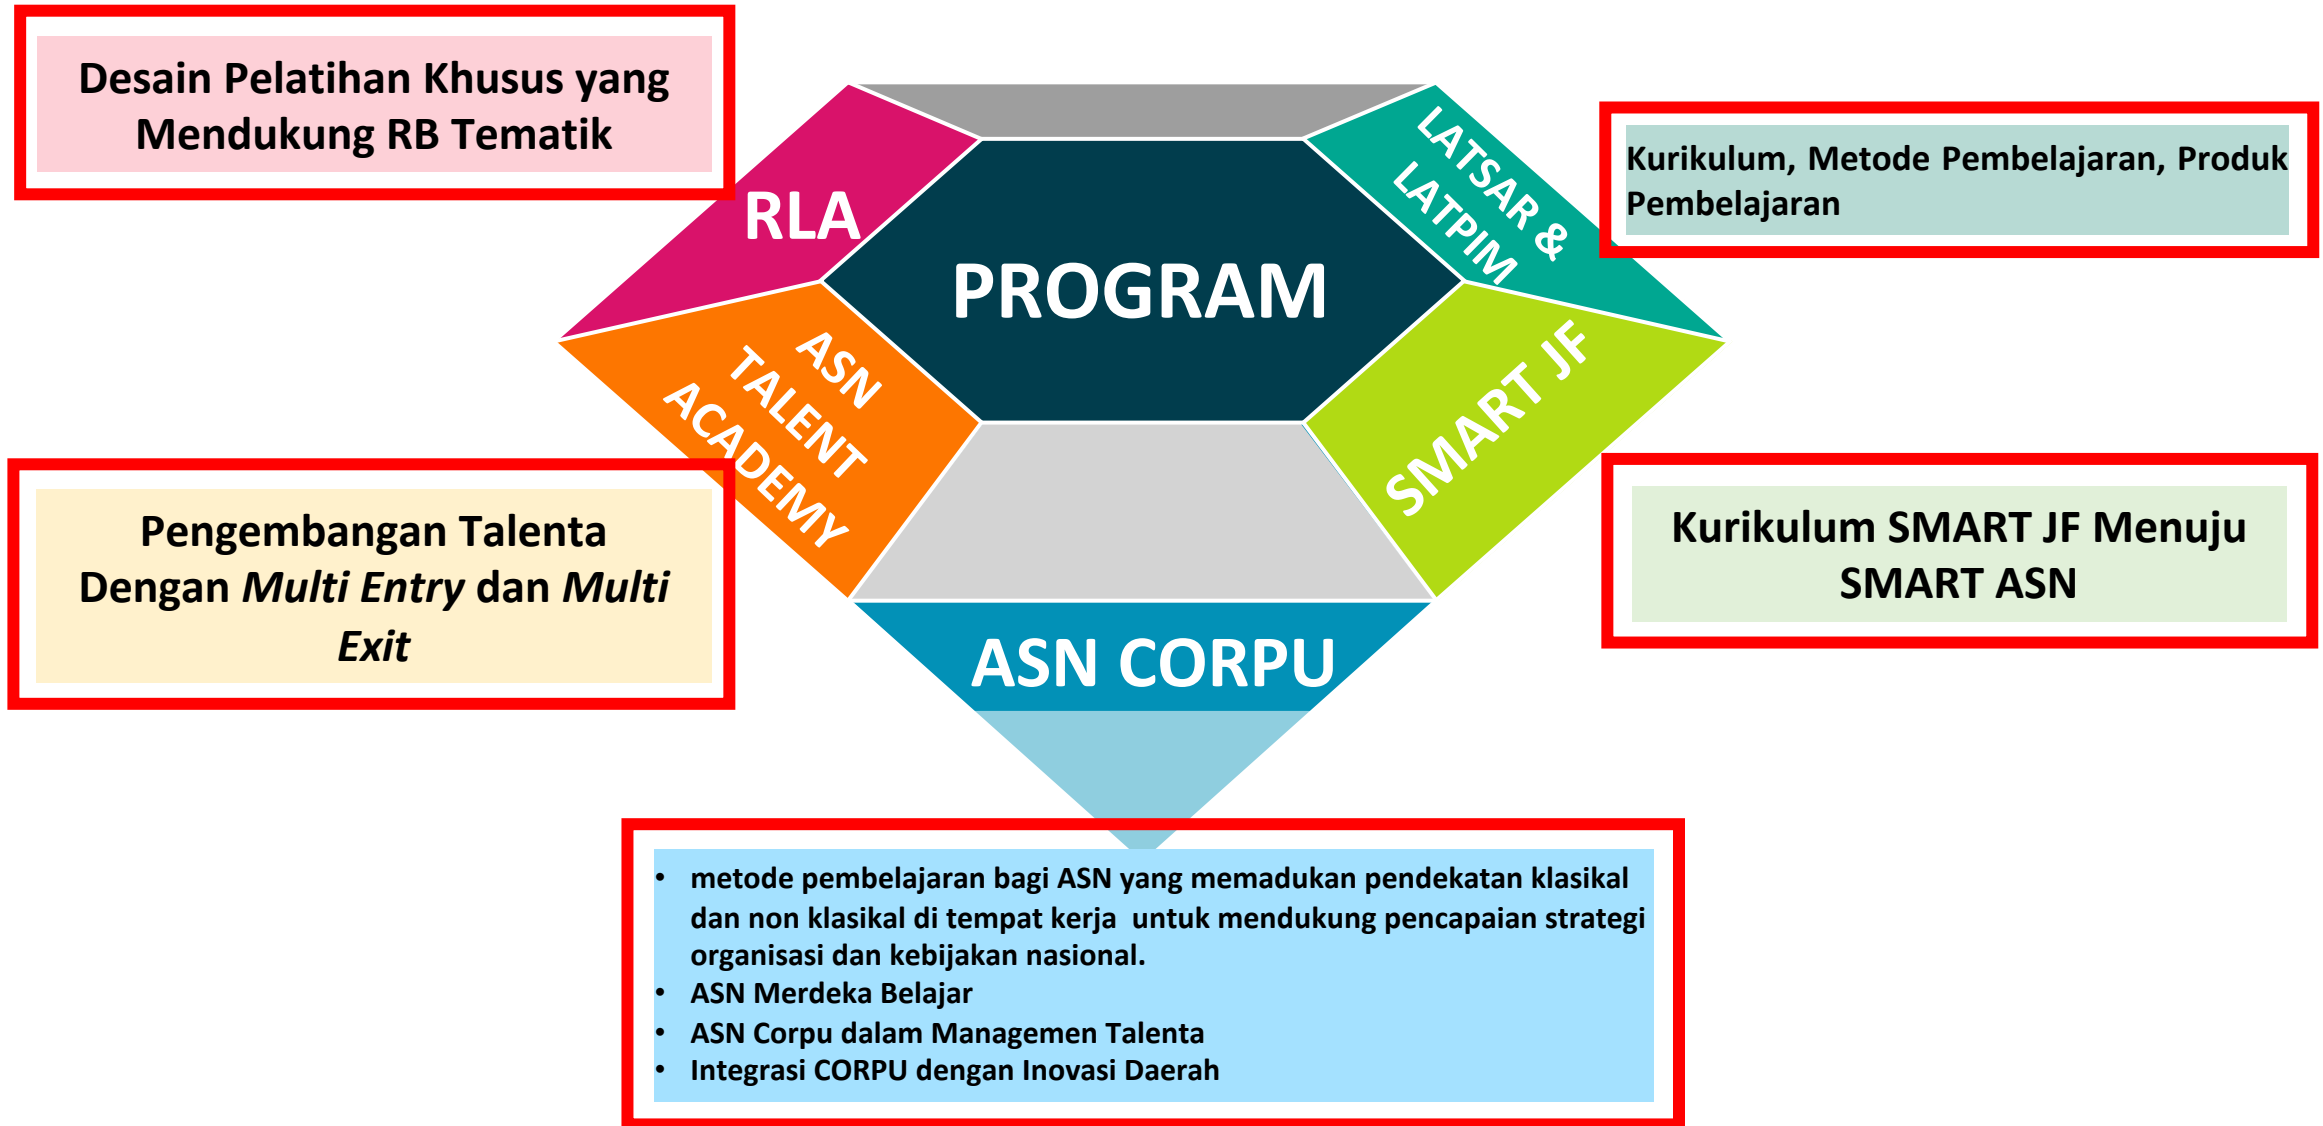 Desain Pelatihan Khusus yang
Mendukung RB Tematik
RLA
LATSAR &
LATPIM
Kurikulum, Metode Pembelajaran, Produk
Pembelajaran
PROGRAM
ASN
TALENT
ACADEMY
SMART JF
Pengembangan Talenta
Dengan Multi Entry dan Multi
Exit
Kurikulum SMART JF Menuju
SMART ASN
ASN CORPU
• metode pembelajaran bagi ASN yang memadukan pendekatan klasikal
dan non klasikal di tempat kerja  untuk mendukung pencapaian strategi
organisasi dan kebijakan nasional.
• ASN Merdeka Belajar
• ASN Corpu dalam Managemen Talenta
• Integrasi CORPU dengan Inovasi Daerah